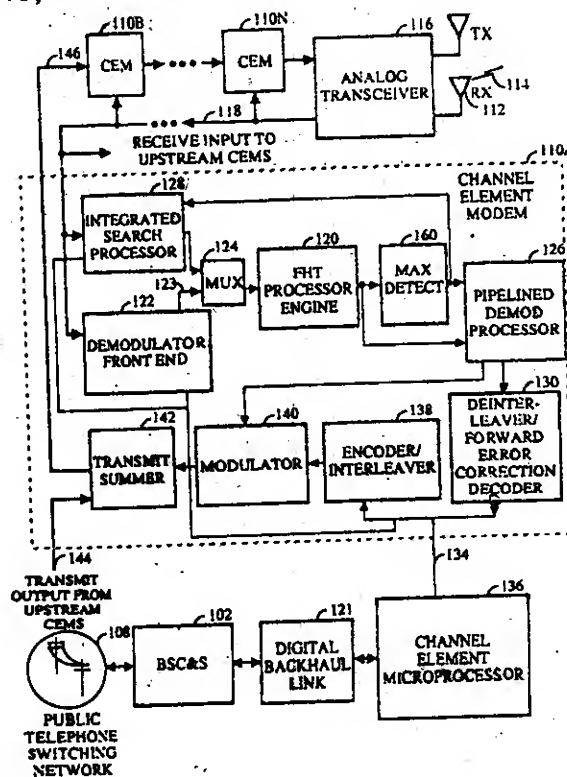 110B
110N
116
TX
146
CEM
CEM
ANALOG
TRANSCEIVER
114
RX
112
118
RECEIVE INPUT TO
UPSTREAM CEMS
110A
128
CHANNEL
ELEMENT
MODEM
INTEGRATED
SEARCH
PROCESSOR
124
120
160
126
MUX
FHT
PROCESSOR
ENGINE
MAX
DETECT
PIPELINED
DEMOD
PROCESSOR
123
122
DEMODULATOR
FRONT END
130
142
140
138
DEINTER-
LEAVER/
FORWARD
ERROR
CORRECTION
DECODER
TRANSMIT
SUMMER
MODULATOR
ENCODER/
INTERLEAVER
144
134
TRANSMIT
OUTPUT FROM
UPSTREAM
CEMS
136
108
102
121
BSC&S
DIGITAL
BACKHAUL
LINK
CHANNEL
ELEMENT
MICROPROCESSOR
PUBLIC
TELEPHONE
SWITCHING
NETWORK